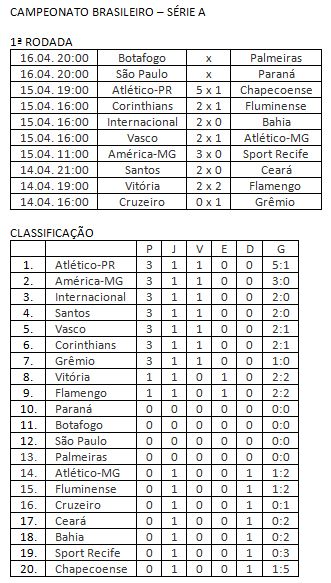 CAMPEONATO BRASILEIRO – SÉRIE A
1ª RODADA
16.04. 20:00 Botafogo x Palmeiras
16.04. 20:00 São Paulo x Paraná
15.04. 19:00 Atlético-PR 5 x 1 Chapecoense
15.04. 16:00 Corinthians 2 x 1 Fluminense
15.04. 16:00 Internacional 2 x 0 Bahia
15.04. 16:00 Vasco 2 x 1 Atlético-MG
15.04. 11:00 América-MG 3 x 0 Sport Recife
14.04. 21:00 Santos 2 x 0 Ceará
14.04. 19:00 Vitória 2 x 2 Flamengo
14.04. 16:00 Cruzeiro 0 x 1 Grêmio
CLASSIFICAÇÃO
P J V E D G
1. Atlético-PR 3 1 1 0 0 5:1
2. América-MG 3 1 1 0 0 3:0
3. Internacional 3 1 1 0 0 2:0
4. Santos 3 1 1 0 0 2:0
5. Vasco 3 1 1 0 0 2:1
6. Corinthians 3 1 1 0 0 2:1
7. Grêmio 3 1 1 0 0 1:0
8. Vitória 1 1 0 1 0 2:2
9. Flamengo 1 1 0 1 0 2:2
10. Paraná 0 0 0 0 0 0:0
11. Botafogo 0 0 0 0 0 0:0
12. São Paulo 0 0 0 0 0 0:0
13. Palmeiras 0 0 0 0 0 0:0
14. Atlético-MG 0 1 0 0 1 1:2
15. Fluminense 0 1 0 0 1 1:2
16. Cruzeiro 0 1 0 0 1 0:1
17. Ceará 0 1 0 0 1 0:2
18. Bahia 0 1 0 0 1 0:2
19. Sport Recife 0 1 0 0 1 0:3
20. Chapecoense 0 1 0 0 1 1:5